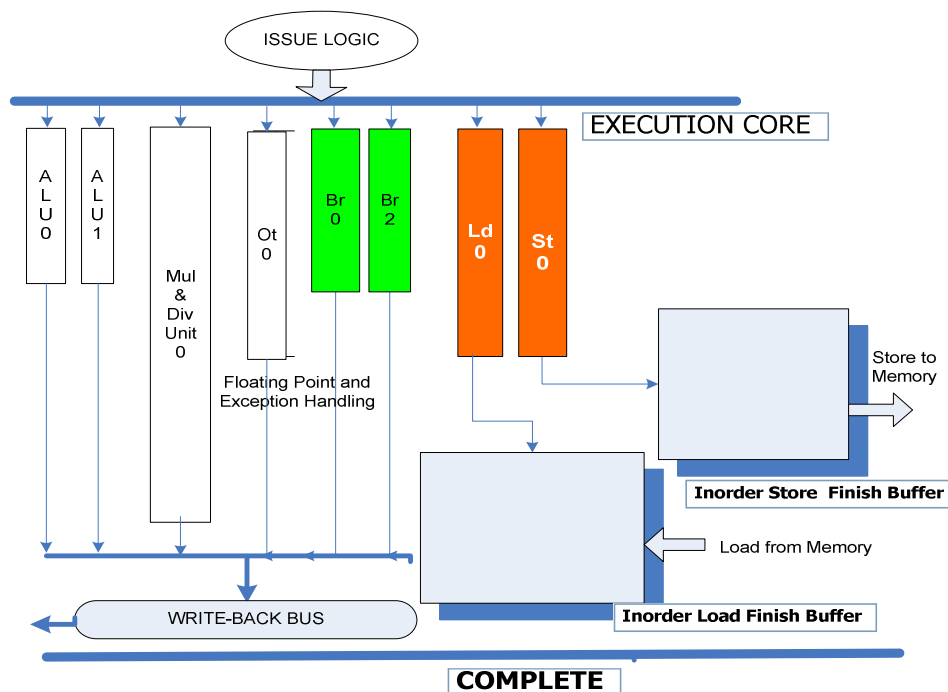 ISSUE LOGIC
EXECUTION CORE
A
L
U
0
A
L
U
1
Mul
&
Div
Unit
0
Ot
0
Br
0
Br
2
Ld
0
St
0
Floating Point and
Exception Handling
Store to
Memory
Inorder Store Finish Buffer
Load from Memory
Inorder Load Finish Buffer
WRITE-BACK BUS
COMPLETE